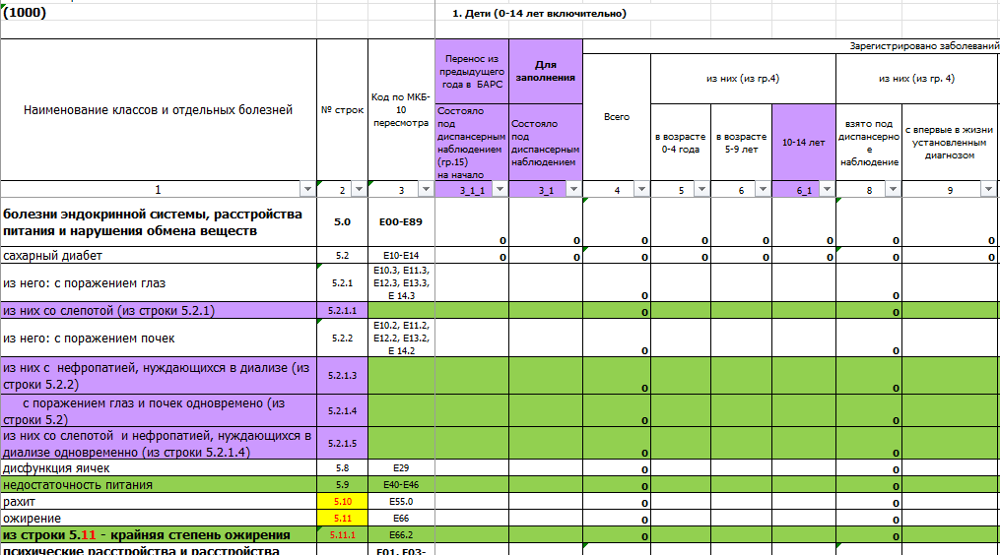 (1000)
1. Дети (0-14 лет включительно)
Зарегистрировано заболеваний
Наименование классов и отдельных болезней
№ строк
Код по МКБ-
10
пересмотра
Перенос из
предыдущего
года в БАРС
Для
заполнения
Всего
из них (из гр.4)
из них (из гр. 4)
Состояло
под
диспансерным
наблюдением
(гр.15)
на начало
Состояло
под
диспансерным
наблюдением
в возрасте
0-4 года
в возрасте
5-9 лет
10-14 лет
взято под
диспансерно
е
наблюдение
с впервые в жизни
установленным
диагнозом
1 2 3 3_1_1 3_1 4 5 6 6_1 8 9
болезни эндокринной системы, расстройства
питания и нарушения обмена веществ
5.0 E00-E89 0 0 0 0 0 0 0 0
сахарный диабет 5.2 E10-E14 0 0 0 0 0 0 0 0
из него: с поражением глаз 5.2.1
E10.3, E11.3,
E12.3, E13.3,
E 14.3
0 0
из них со слепотой (из строки 5.2.1) 5.2.1.1 0 0
из него: с поражением почек 5.2.2
E10.2, E11.2,
E12.2, E13.2,
E 14.2
0 0
из них с нефропатией, нуждающихся в диализе (из
строки 5.2.2)
5.2.1.3 0 0
с поражением глаз и почек одновремено (из
строки 5.2)
5.2.1.4 0 0
из них со слепотой и нефропатией, нуждающихся в
диализе одновременно (из строки 5.2.1.4)
5.2.1.5 0 0
дисфункция яичек 5.8 E29 0 0
недостаточность питания 5.9 E40-E46 0 0
рахит 5.10 E55.0 0 0
ожирение 5.11 E66 0 0
из строки 5.11 - крайняя степень ожирения 5.11.1 E66.2 0 0
психические расстройства и расстройства E01, F03-